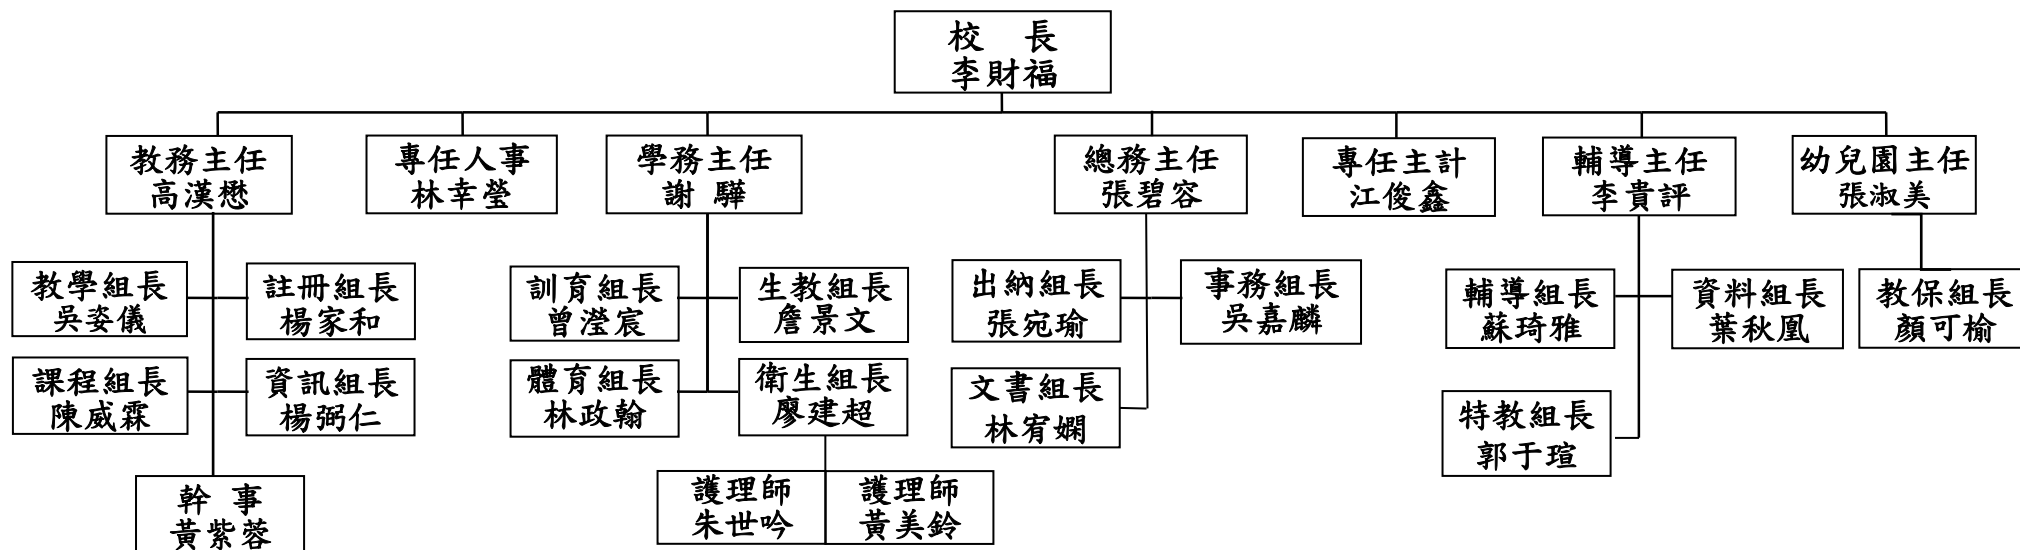 校 長
李財福
教務主任
高漢懋
專任人事
林幸瑩
學務主任
謝 驊
總務主任
張碧容
專任主計
江俊鑫
輔導主任
李貴評
幼兒園主任
張淑美
教學組長
吳姿儀
註冊組長
楊家和
訓育組長
曾瀅宸
生教組長
詹景文
出納組長
張宛瑜
事務組長
吳嘉麟
輔導組長
蘇琦雅
資料組長
葉秋凰
教保組長
顏可榆
課程組長
陳威霖
資訊組長
楊弼仁
體育組長
林政翰
衛生組長
廖建超
文書組長
林宥嫻
特教組長
郭于瑄
幹 事
黃紫蓉
護理師
朱世吟
護理師
黃美鈴